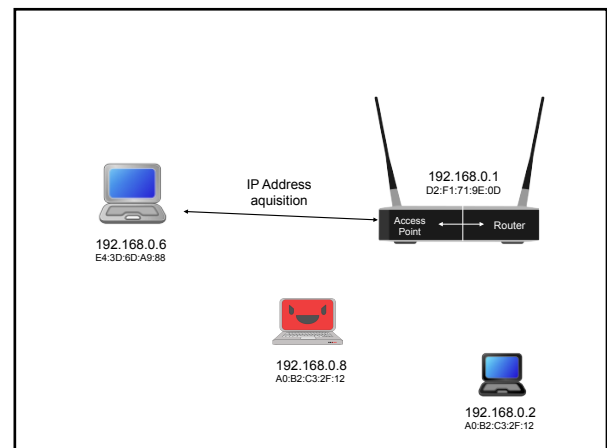 192.168.0.1
D2:F1:71:9E:0D
IP Address
aquisition
Access
Point
Router
192.168.0.6
E4:3D:6D:A9:88
192.168.0.8
A0:B2:C3:2F:12
192.168.0.2
A0:B2:C3:2F:12